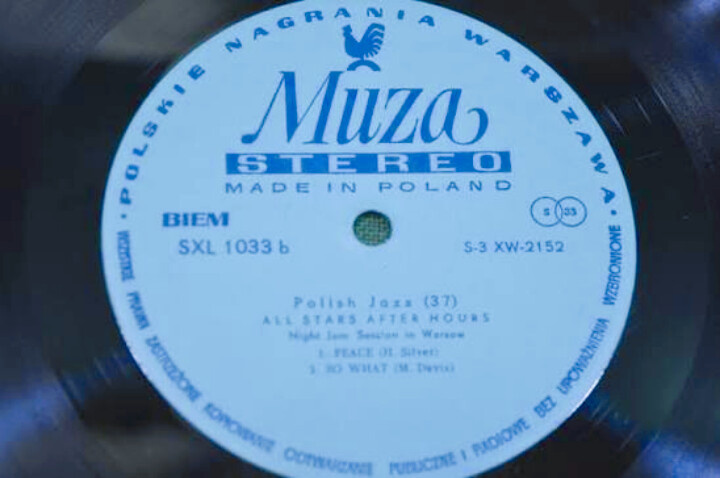 POLSKIE NAGRANIA WARSZAWA
Muza
STEREO
MADE IN POLAND
BIEM
S 33
SXL 1033 b
S-3 XW-2152
Polish Jazz (37)
ALL STARS AFTER HOURS
Night Jam Session in Warsaw
1. PEACE (H. Silver)
2. SO WHAT (M. Davis)
WSZELKIE PRAWA ZASTRZEŻONE KOPIOWANIE ODTWARZANIE PUBLICZNE I RADIOWE BEZ UPOWAŻNIENIA WZBRONIONE